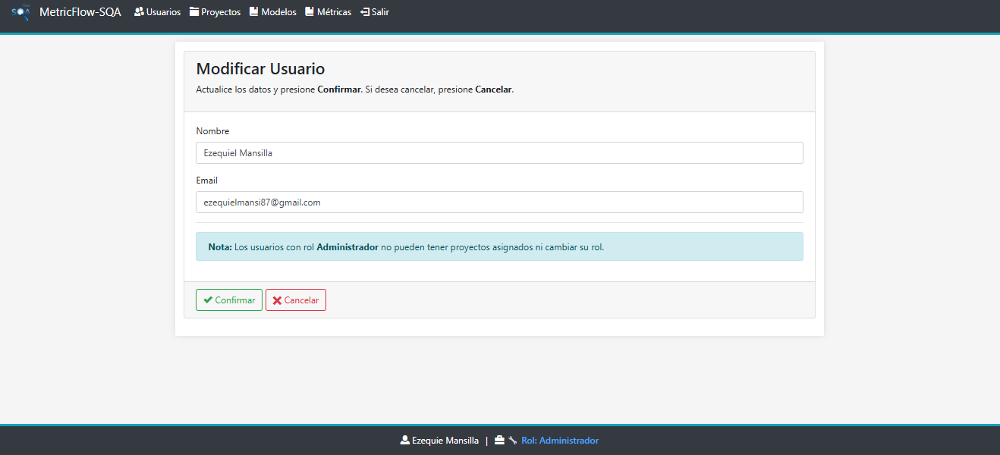 SQA MetricFlow-SQA Usuarios Proyectos Modelos Métricas Salir
Modificar Usuario
Actualice los datos y presione Confirmar. Si desea cancelar, presione Cancelar.
Nombre
Ezequiel Mansilla
Email
ezequielmansi87@gmail.com
Nota: Los usuarios con rol Administrador no pueden tener proyectos asignados ni cambiar su rol.
Confirmar Cancelar
Ezequie Mansilla | Rol: Administrador